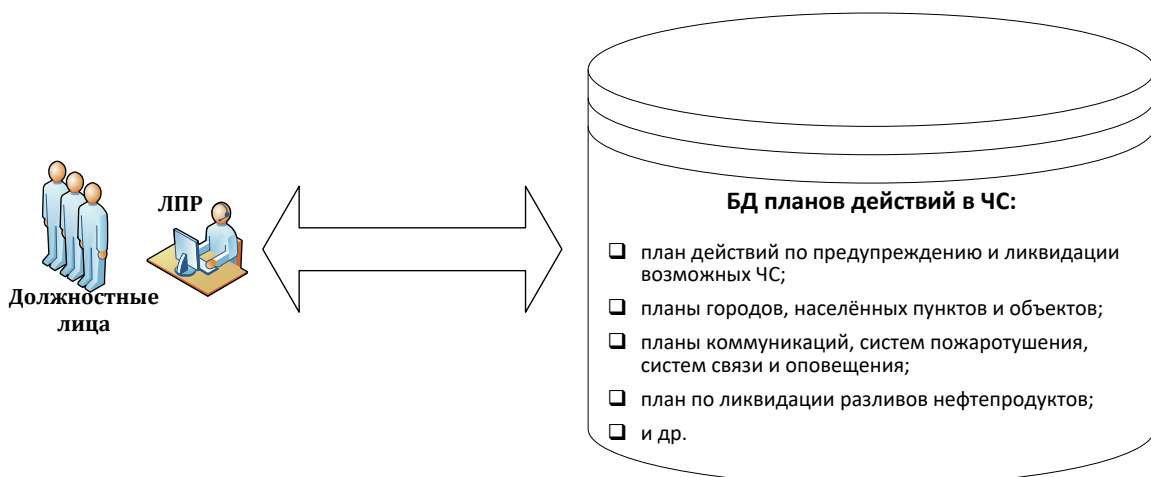 ЛПР
Должностные
лица
БД планов действий в ЧС:
❑ план действий по предупреждению и ликвидации
возможных ЧС;
❑ планы городов, населённых пунктов и объектов;
❑ планы коммуникаций, систем пожаротушения,
систем связи и оповещения;
❑ план по ликвидации разливов нефтепродуктов;
❑ и др.